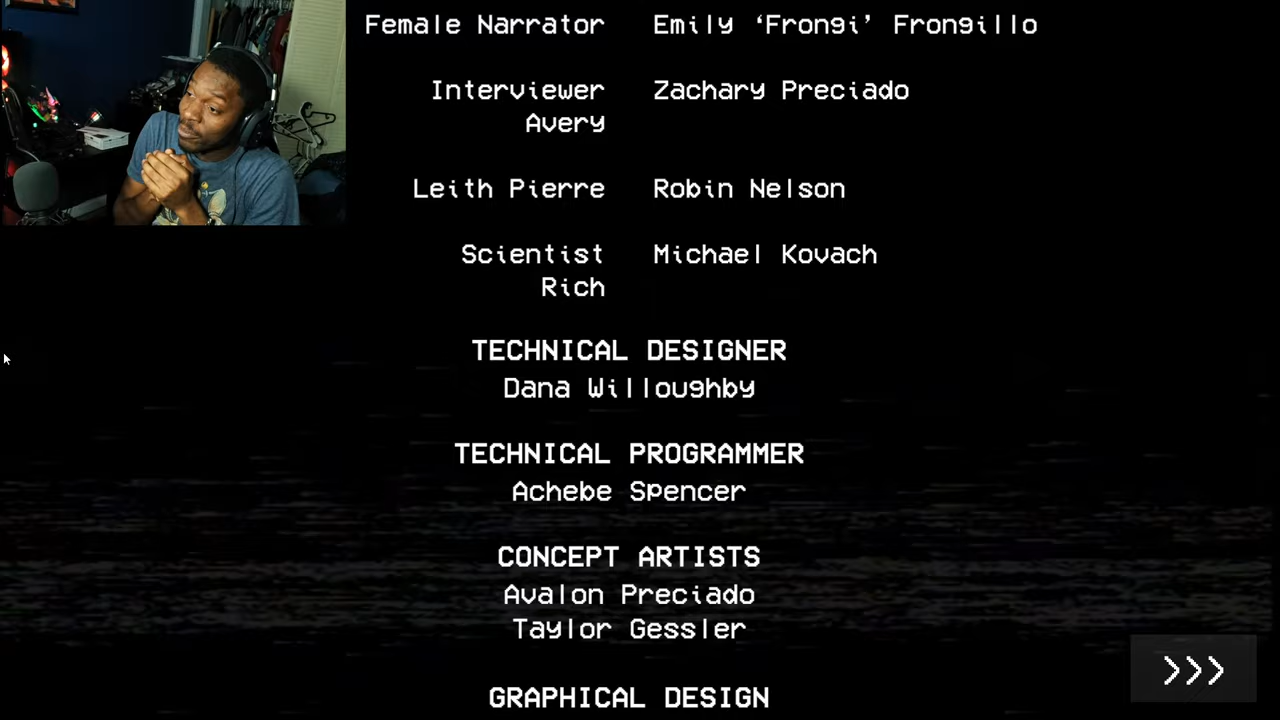 Female Narrator Emily ‘Frongi’ Frongillo
Interviewer Zachary Preciado
Avery
Leith Pierre Robin Nelson
Scientist Michael Kovach
Rich
TECHNICAL DESIGNER
Dana Willoughby
TECHNICAL PROGRAMMER
Achebe Spencer
CONCEPT ARTISTS
Avalon Preciado
Taylor Gessler
GRAPHICAL DESIGN
>>>